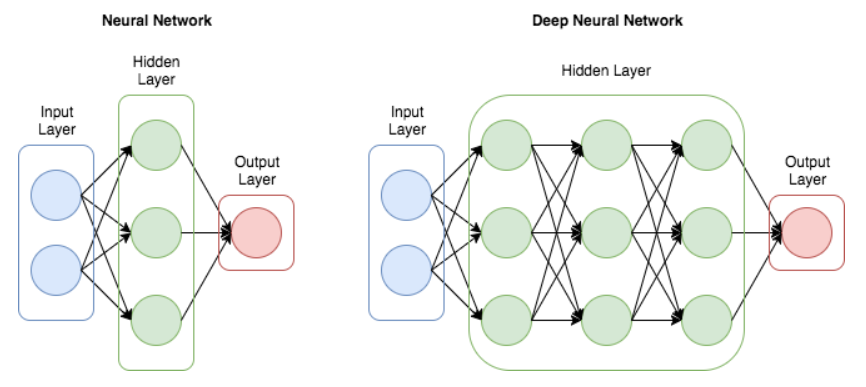 Neural Network
Hidden
Layer
Input
Layer
Output
Layer
Deep Neural Network
Hidden Layer
Input
Layer
Output
Layer